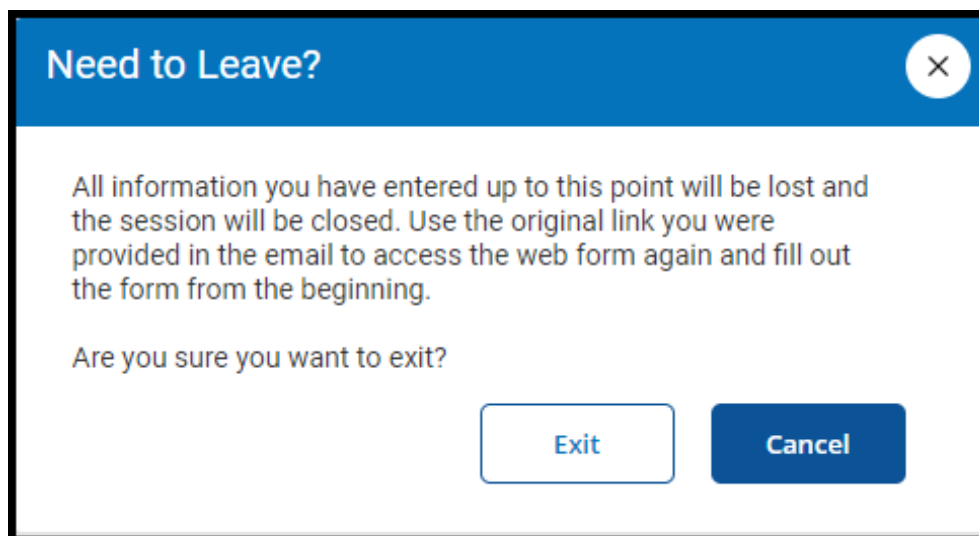 Need to Leave?
All information you have entered up to this point will be lost and
the session will be closed. Use the original link you were
provided in the email to access the web form again and fill out
the form from the beginning.
Are you sure you want to exit?
Exit
Cancel